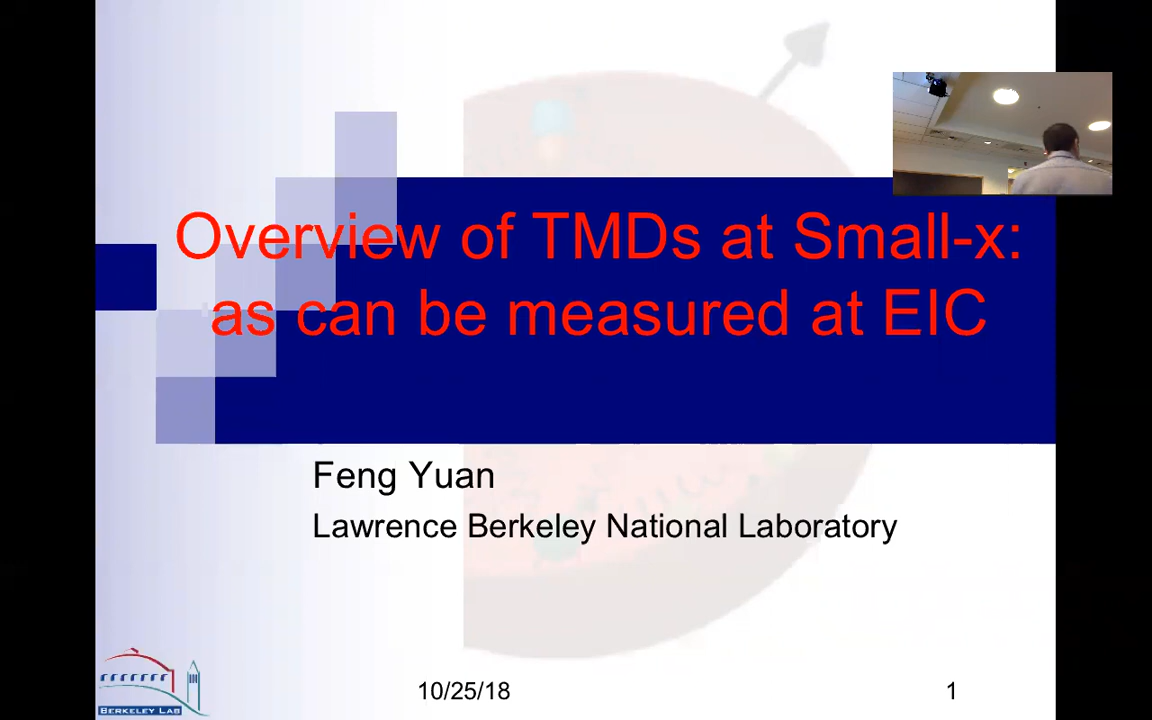 Overview of TMDs at Small-x:
as can be measured at EIC
Feng Yuan
Lawrence Berkeley National Laboratory
BERKELEY LAB
10/25/18
1